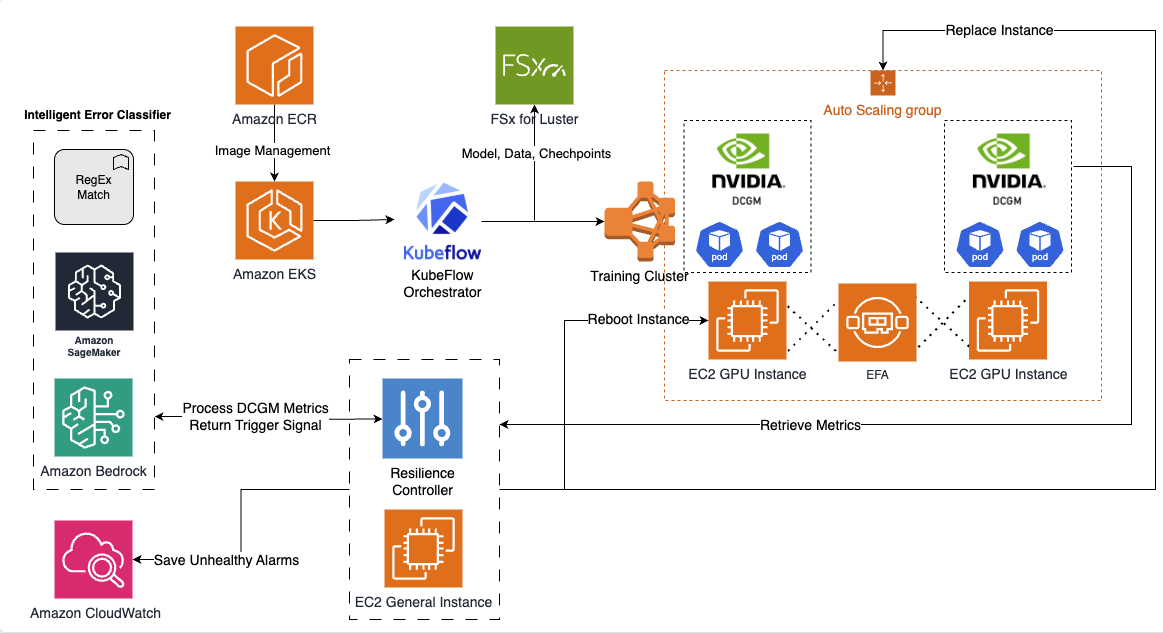 Replace Instance
Auto Scaling group
FSx
Amazon ECR
FSx for Luster
Intelligent Error Classifier
RegEx
Match
Image Management
Model, Data, Chechpoints
NVIDIA.
DCGM
NVIDIA.
DCGM
K
Amazon EKS
Kubeflow
KubeFlow
Orchestrator
Training Cluster
pod
pod
pod
pod
Amazon
SageMaker
Reboot Instance
EC2 GPU Instance
EFA
EC2 GPU Instance
Process DCGM Metrics
Return Trigger Signal
Retrieve Metrics
Amazon Bedrock
Resilience
Controller
Save Unhealthy Alarms
EC2 General Instance
Amazon CloudWatch